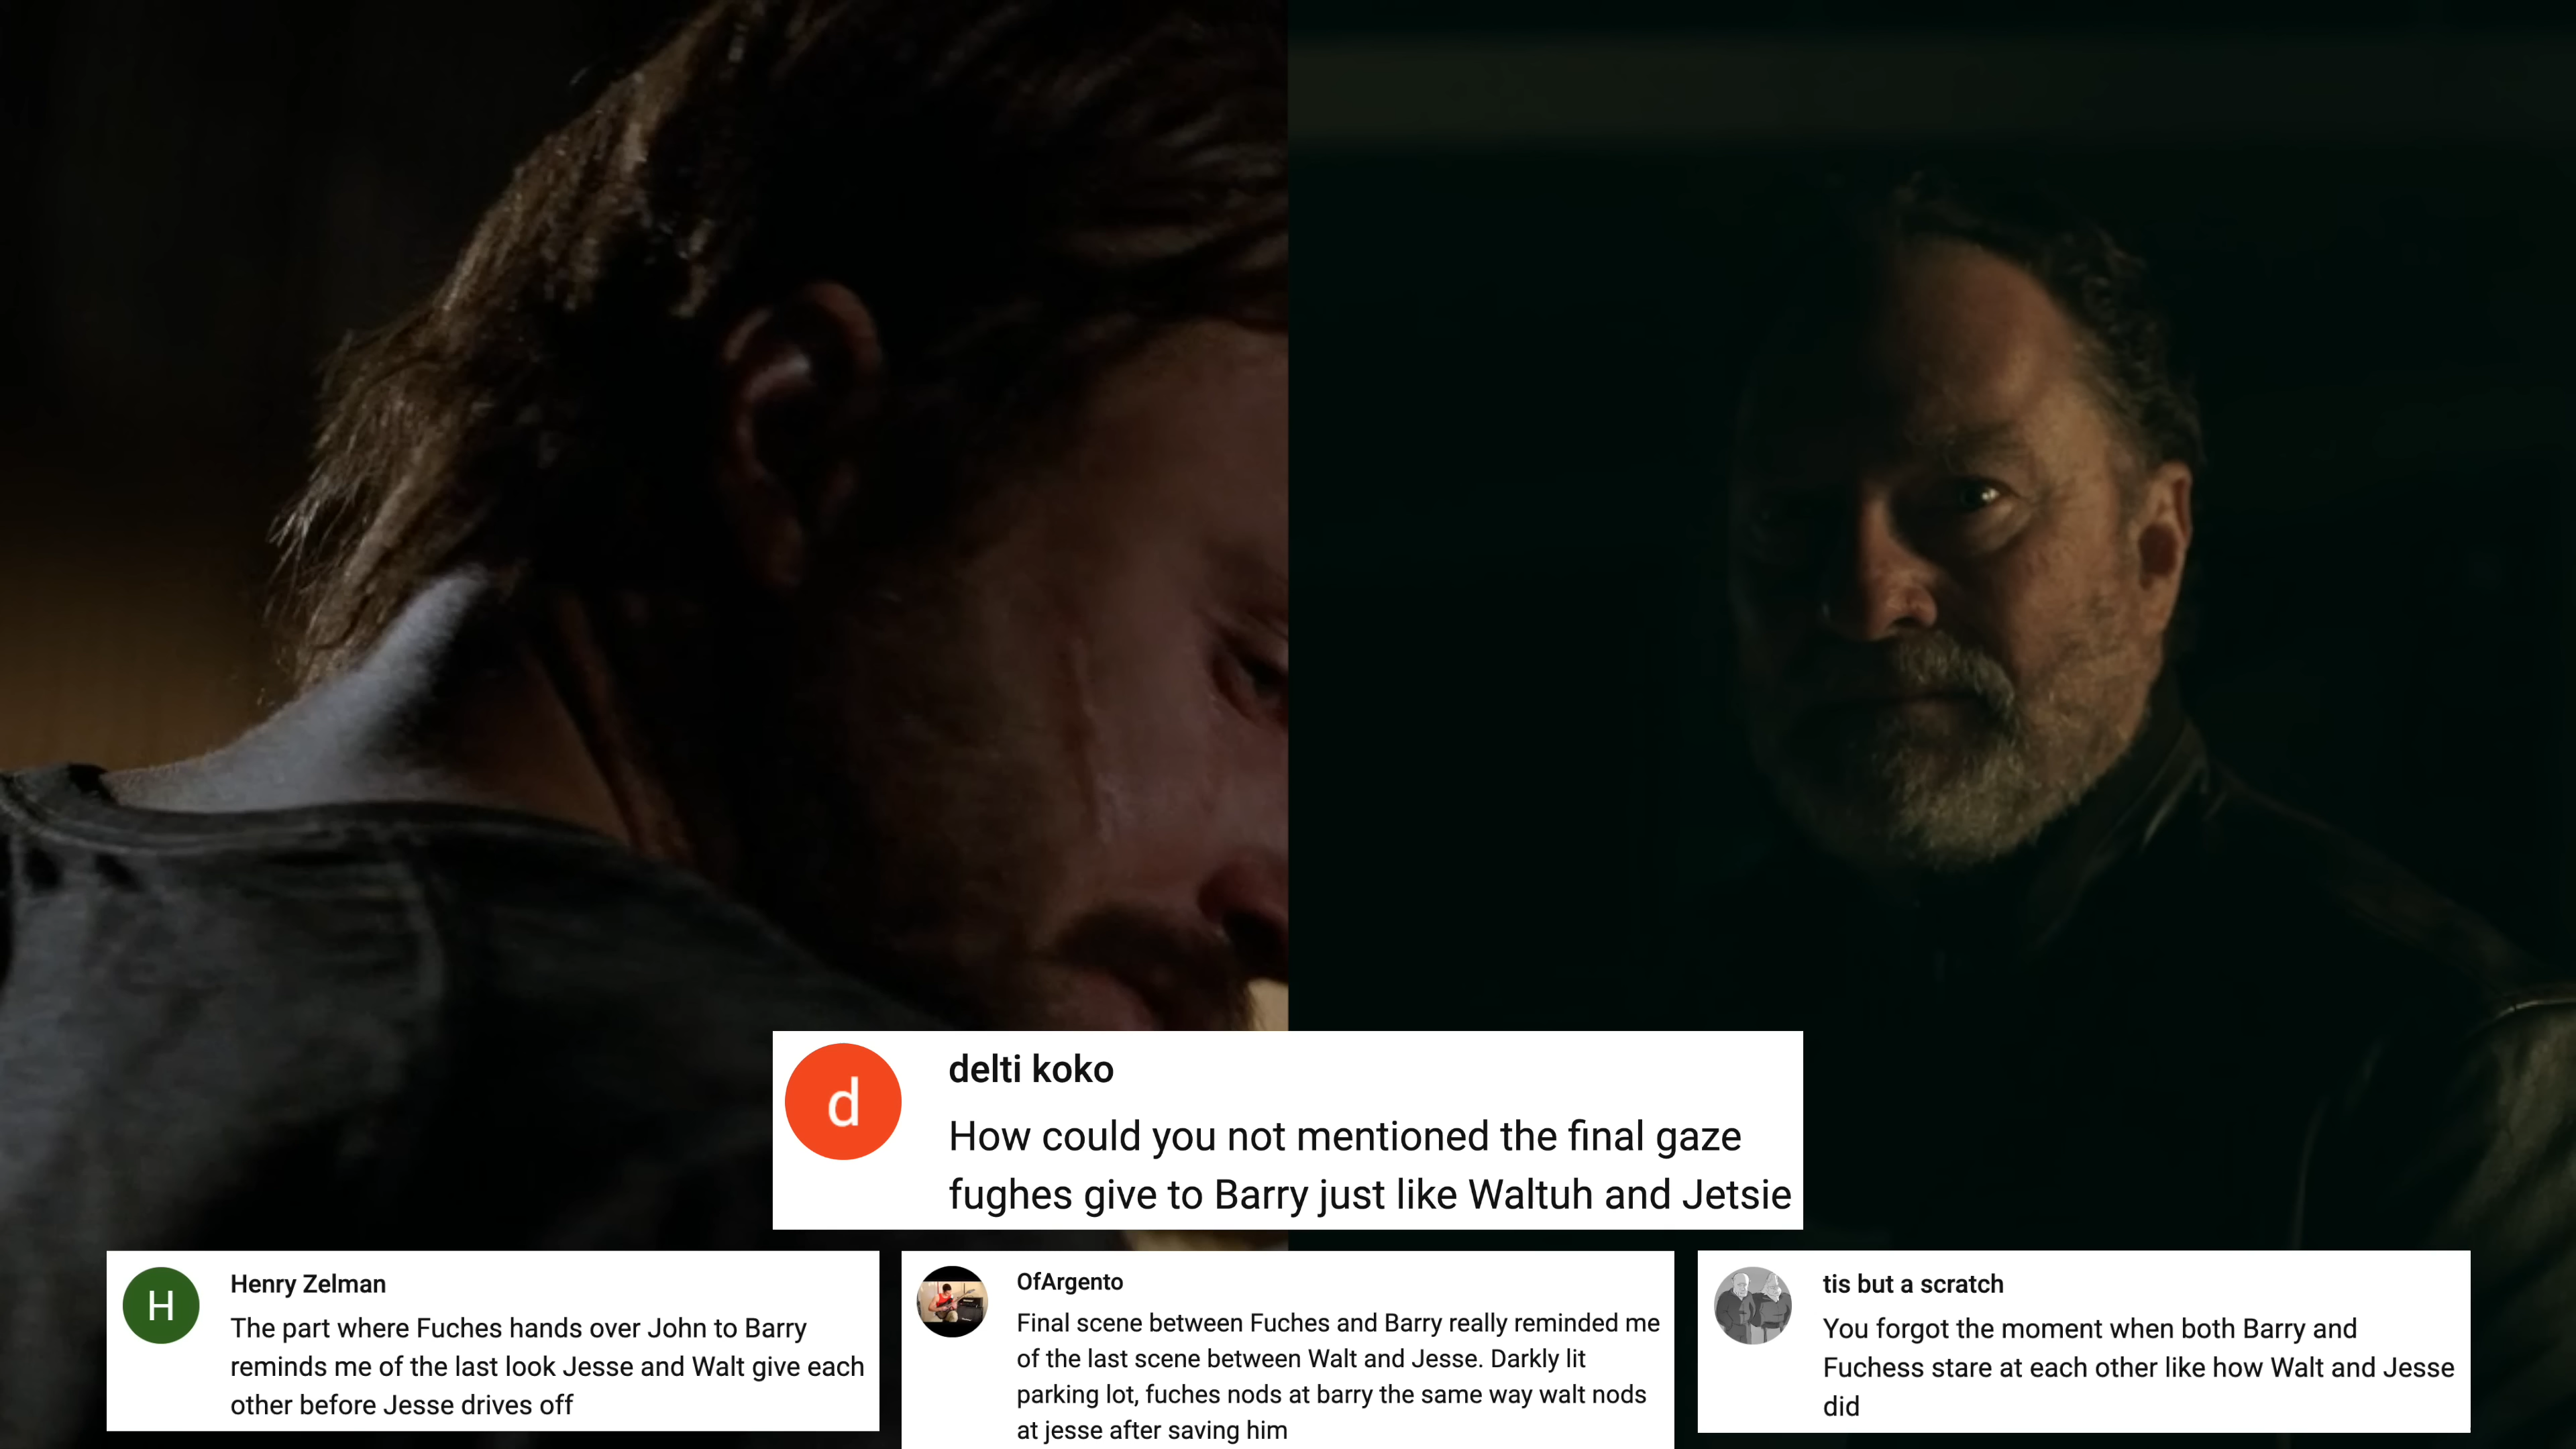 d
delti koko
How could you not mentioned the final gaze
fughes give to Barry just like Waltuh and Jetsie
H
Henry Zelman
The part where Fuches hands over John to Barry
reminds me of the last look Jesse and Walt give each
other before Jesse drives off
OfArgento
Final scene between Fuches and Barry really reminded me
of the last scene between Walt and Jesse. Darkly lit
parking lot, fuches nods at barry the same way walt nods
at jesse after saving him
tis but a scratch
You forgot the moment when both Barry and
Fuchess stare at each other like how Walt and Jesse
did